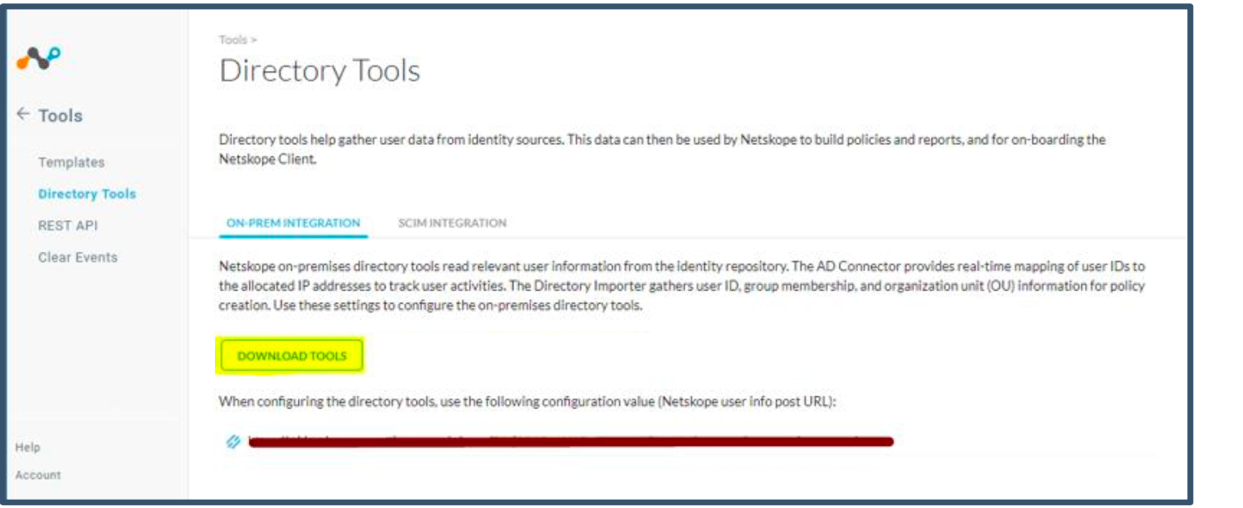 Tools >
Directory Tools
← Tools
Templates
Directory Tools
REST API
Clear Events
Help
Account
Directory tools help gather user data from identity sources. This data can then be used by Netskope to build policies and reports, and for on-boarding the
Netskope Client.
ON-PREM INTEGRATION
SCIM INTEGRATION
Netskope on-premises directory tools read relevant user information from the identity repository. The AD Connector provides real-time mapping of user IDs to
the allocated IP addresses to track user activities. The Directory Importer gathers user ID, group membership, and organization unit (OU) information for policy
creation. Use these settings to configure the on-premises directory tools.
DOWNLOAD TOOLS
When configuring the directory tools, use the following configuration value (Netskope user info post URL):